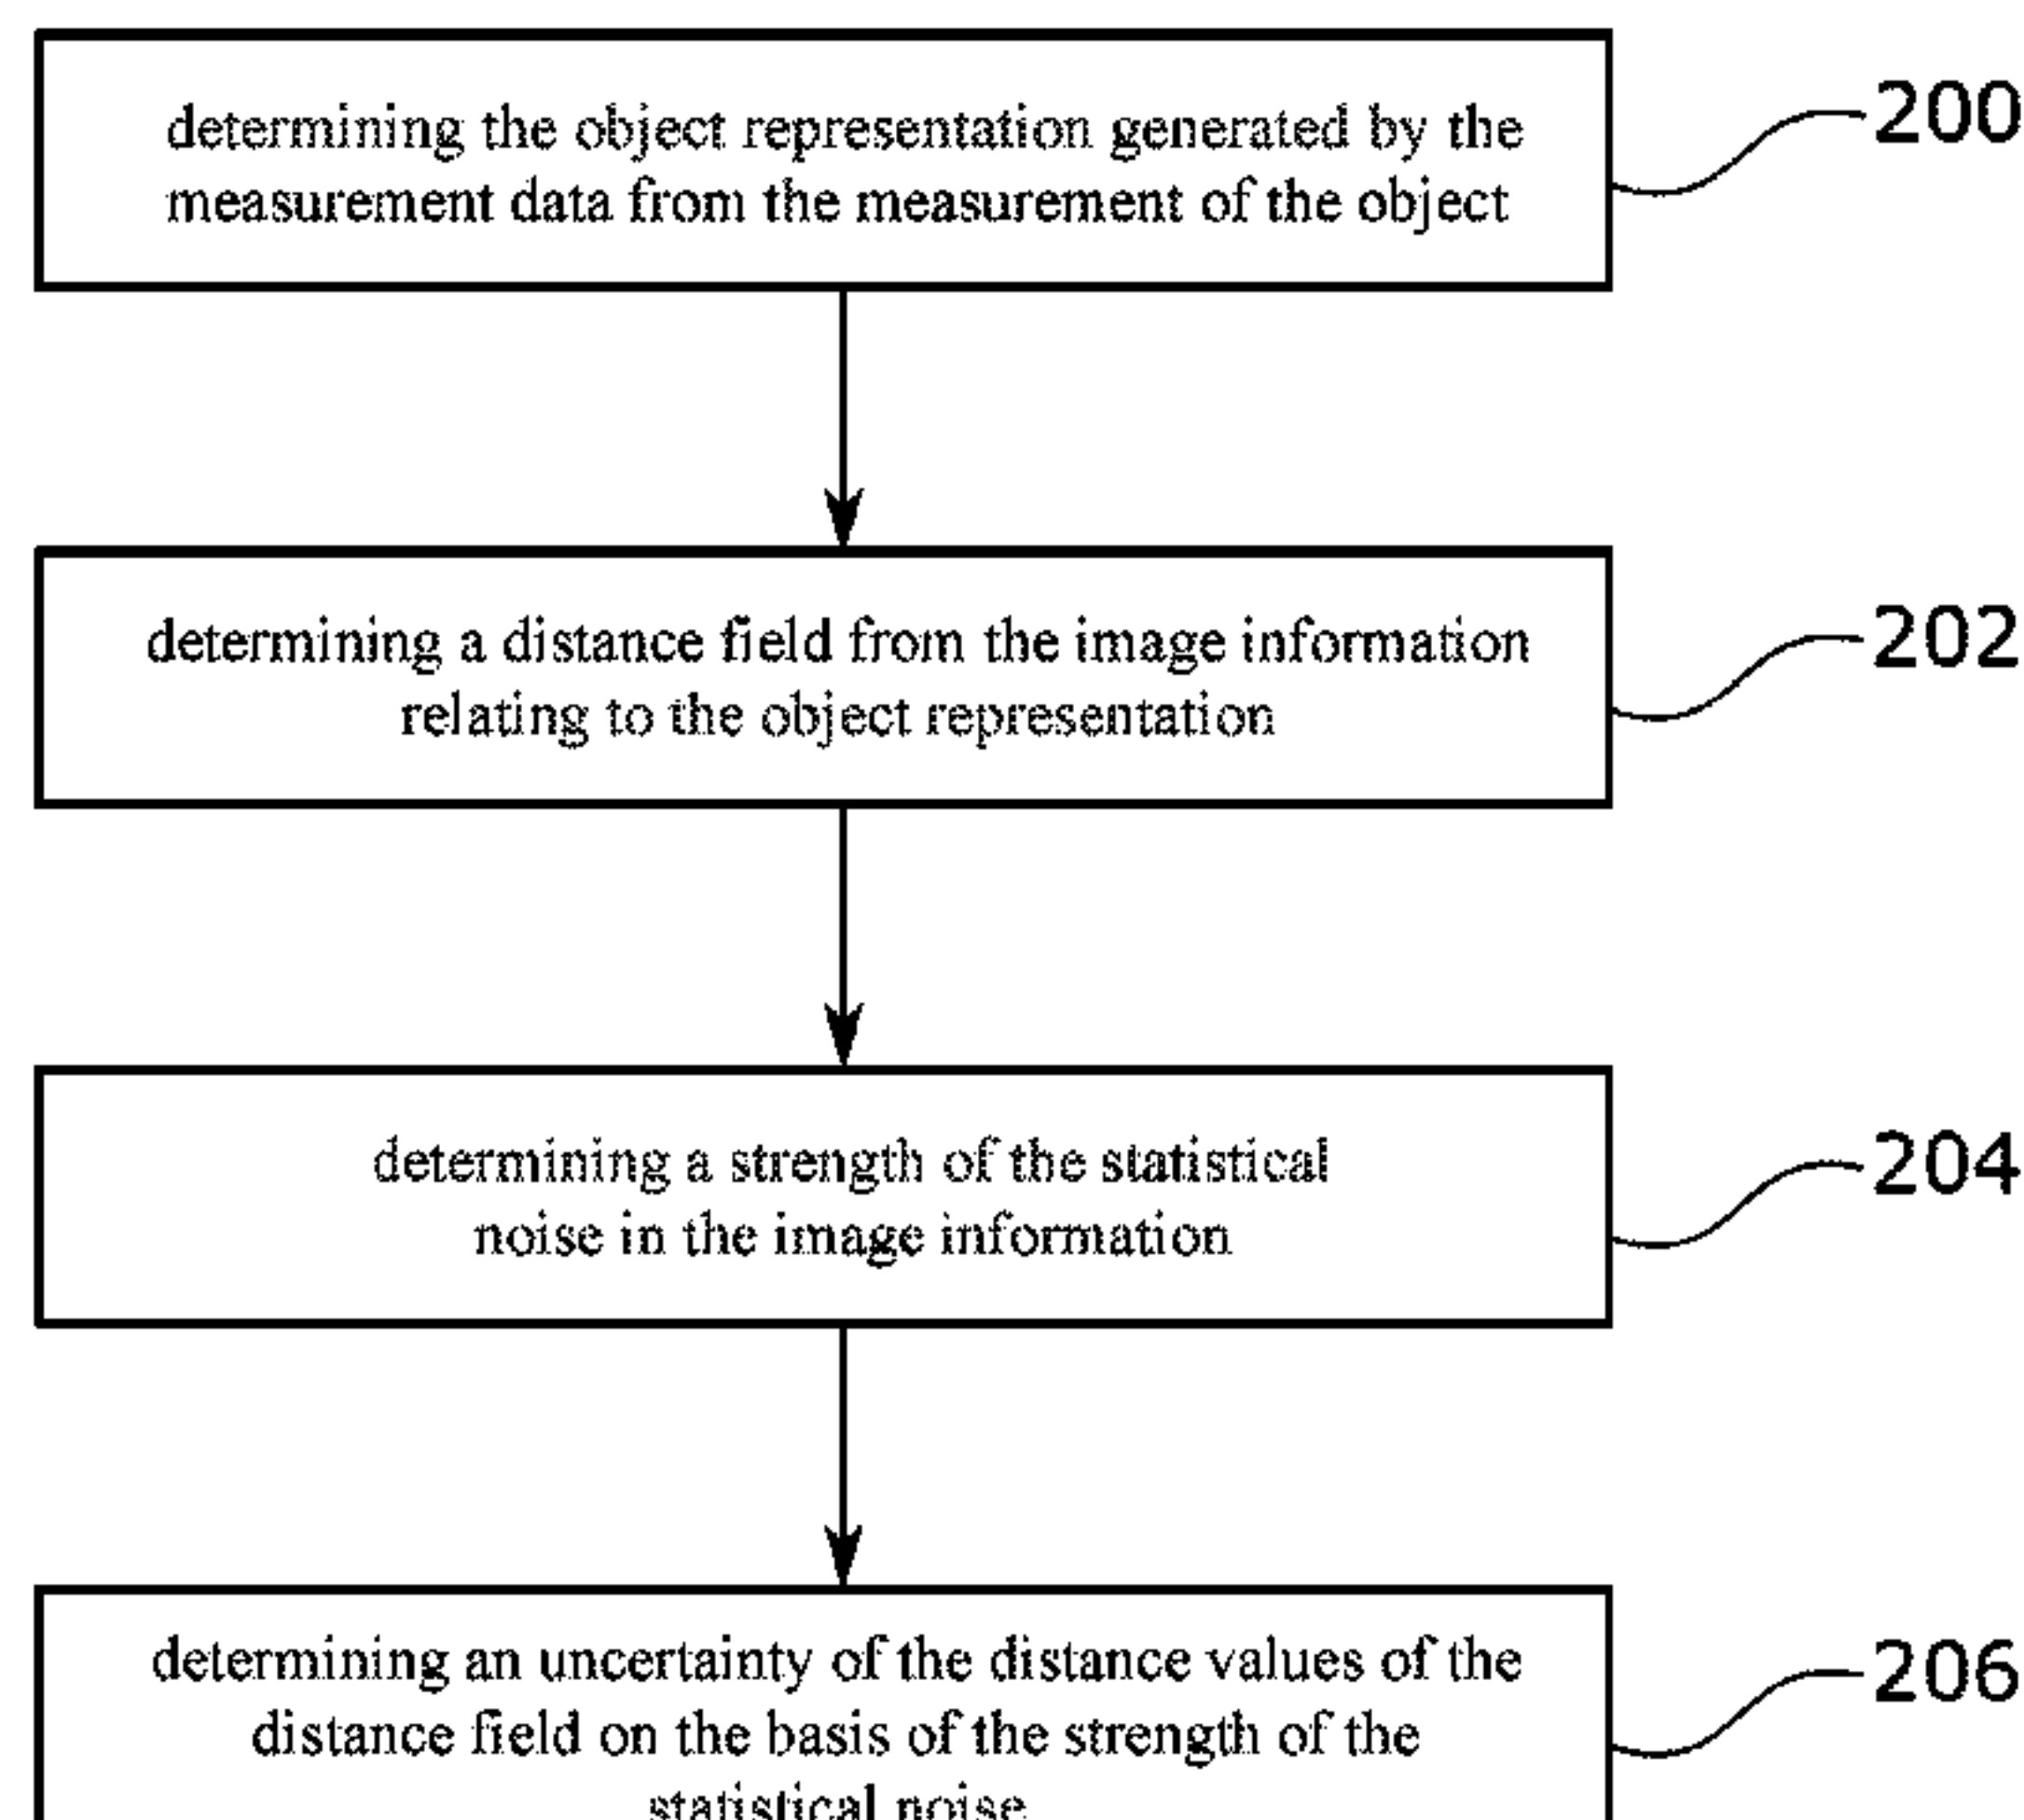 determining the object representation generated by the
measurement data from the measurement of the object
200
determining a distance field from the image information
relating to the object representation
202
determining a strength of the statistical
noise in the image information
204
determining an uncertainty of the distance values of the
distance field on the basis of the strength of the
statistical noise
206